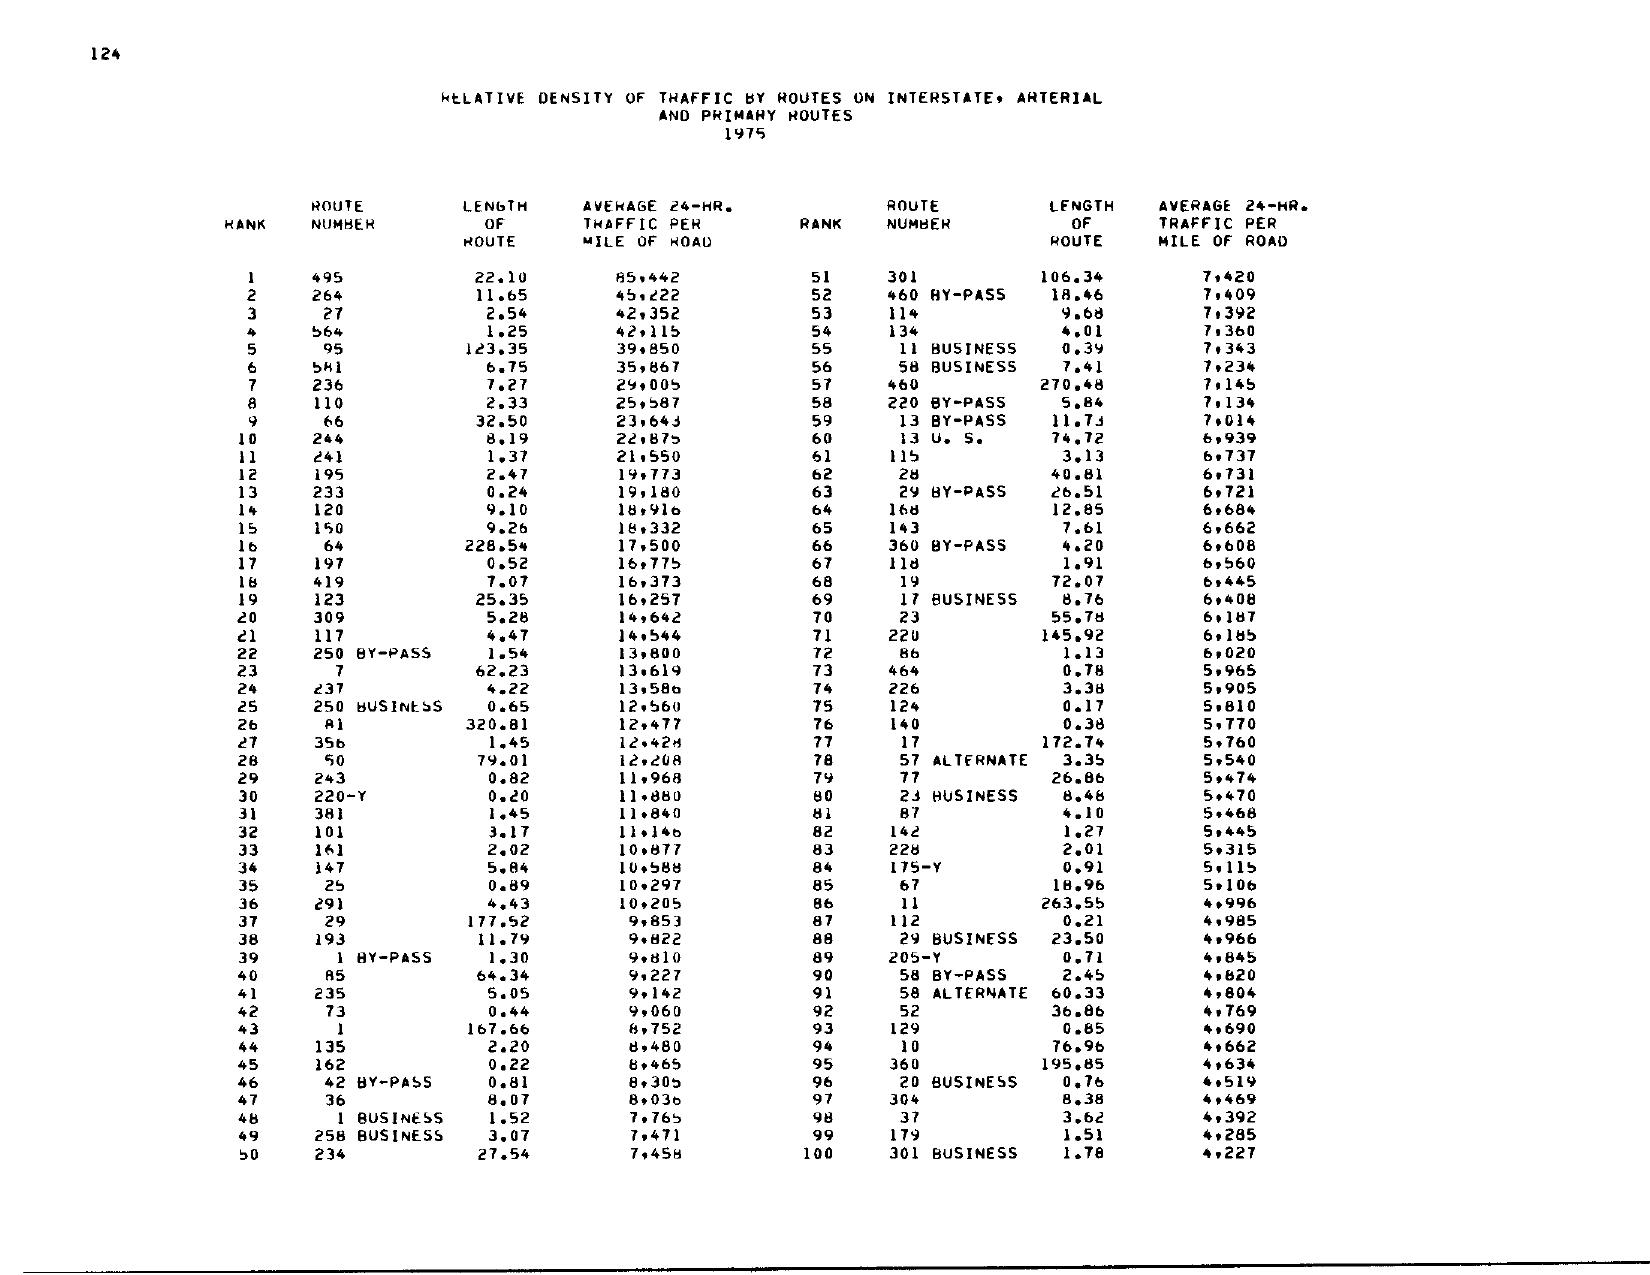 124
RELATIVE DENSITY OF TRAFFIC BY ROUTES ON INTERSTATE, ARTERIAL
AND PRIMARY ROUTES
1975
ROUTE LENGTH AVERAGE 24-HR. ROUTE LENGTH AVERAGE 24-HR.
RANK NUMBER OF TRAFFIC PER RANK NUMBER OF TRAFFIC PER
ROUTE MILE OF ROAD ROUTE MILE OF ROAD
1 495 22.10 85,442 51 301 106.34 7,420
2 264 11.65 45,222 52 460 BY-PASS 18.46 7,409
3 27 2.54 42,352 53 114 9.68 7,392
4 564 1.25 42,115 54 134 4.01 7,360
5 95 123.35 39,850 55 11 BUSINESS 0.39 7,343
6 581 6.75 35,867 56 58 BUSINESS 7.41 7,234
7 236 7.27 29,005 57 460 270.48 7,145
8 110 2.33 25,587 58 220 BY-PASS 5.84 7,134
9 66 32.50 23,643 59 13 BY-PASS 11.73 7,014
10 244 8.19 22,875 60 13 U. S. 74.72 6,939
11 241 1.37 21,550 61 115 3.13 6,737
12 195 2.47 19,773 62 28 40.81 6,731
13 233 0.24 19,180 63 29 BY-PASS 26.51 6,721
14 120 9.10 18,916 64 168 12.85 6,684
15 150 9.26 18,332 65 143 7.61 6,662
16 64 228.54 17,500 66 360 BY-PASS 4.20 6,608
17 197 0.52 16,775 67 118 1.91 6,560
18 419 7.07 16,373 68 19 72.07 6,445
19 123 25.35 16,257 69 17 BUSINESS 8.76 6,408
20 309 5.28 14,642 70 23 55.78 6,187
21 117 4.47 14,544 71 220 145.92 6,185
22 250 BY-PASS 1.54 13,800 72 86 1.13 6,020
23 7 62.23 13,619 73 464 0.78 5,965
24 237 4.22 13,586 74 226 3.38 5,905
25 250 BUSINESS 0.65 12,560 75 124 0.17 5,810
26 81 320.81 12,477 76 140 0.38 5,770
27 356 1.45 12,428 77 17 172.74 5,760
28 50 79.01 12,208 78 57 ALTERNATE 3.35 5,540
29 243 0.82 11,968 79 77 26.86 5,474
30 220-Y 0.20 11,880 80 23 BUSINESS 8.48 5,470
31 381 1.45 11,840 81 87 4.10 5,468
32 101 3.17 11,146 82 142 1.27 5,445
33 161 2.02 10,877 83 228 2.01 5,315
34 147 5.84 10,588 84 175-Y 0.91 5,115
35 25 0.89 10,297 85 67 18.96 5,106
36 291 4.43 10,205 86 11 263.55 4,996
37 29 177.52 9,853 87 112 0.21 4,985
38 193 11.79 9,822 88 29 BUSINESS 23.50 4,966
39 1 BY-PASS 1.30 9,810 89 205-Y 0.71 4,845
40 85 64.34 9,227 90 58 BY-PASS 2.45 4,820
41 235 5.05 9,142 91 58 ALTERNATE 60.33 4,804
42 73 0.44 9,060 92 52 36.86 4,769
43 1 167.66 8,752 93 129 0.85 4,690
44 135 2.20 8,480 94 10 76.96 4,662
45 162 0.22 8,465 95 360 195.85 4,634
46 42 BY-PASS 0.81 8,305 96 20 BUSINESS 0.76 4,519
47 36 8.07 8,036 97 304 8.38 4,469
48 1 BUSINESS 1.52 7,765 98 37 3.62 4,392
49 258 BUSINESS 3.07 7,471 99 179 1.51 4,285
50 234 27.54 7,458 100 301 BUSINESS 1.78 4,227